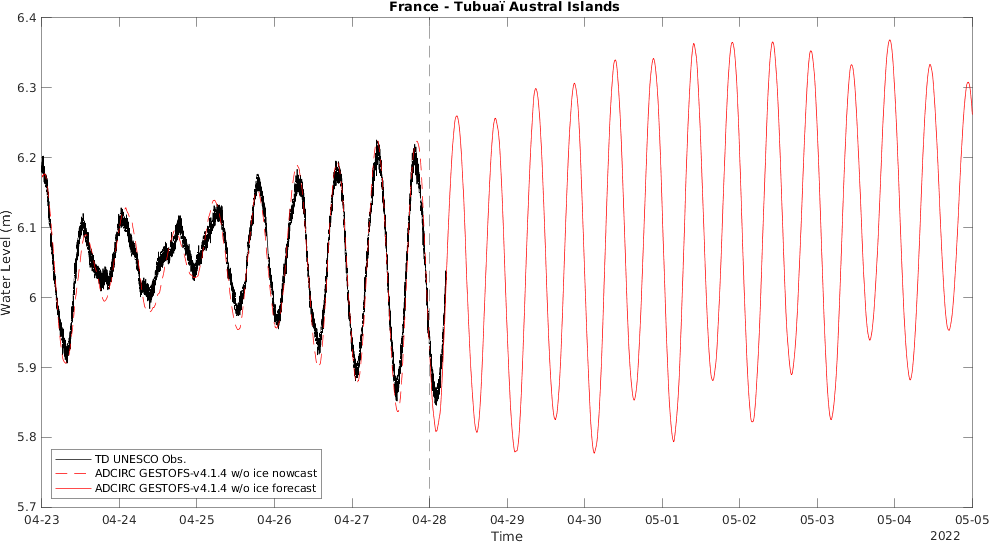 France - Tubuaï Austral Islands
6.4
6.3
6.2
6.1
6
5.9
5.8
5.7
Water Level (m)
TD UNESCO Obs.
ADCIRC GESTOFS-v4.1.4 w/o ice nowcast
ADCIRC GESTOFS-v4.1.4 w/o ice forecast
04-23 04-24 04-25 04-26 04-27 04-28 04-29 04-30 05-01 05-02 05-03 05-04 05-05
Time
2022